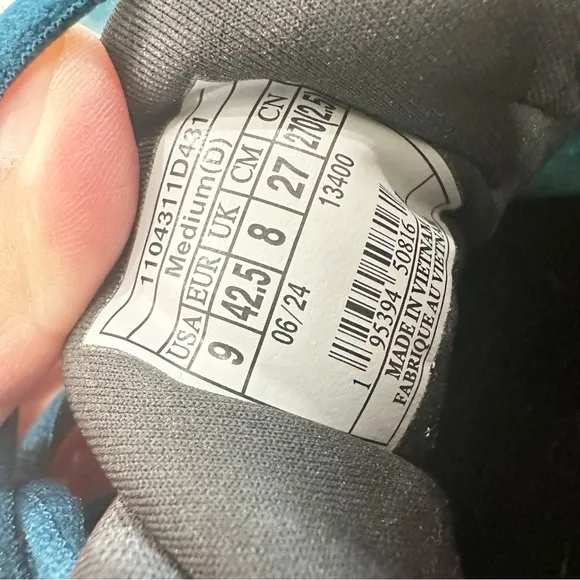 1104311D431
Medium(D)
USA EUR UK CM CN
9 42.5 8 27 270(2.5)
06/24 13400
1 95394 50816
MADE IN VIETNAM
FABRIQUE AU VIETNAM